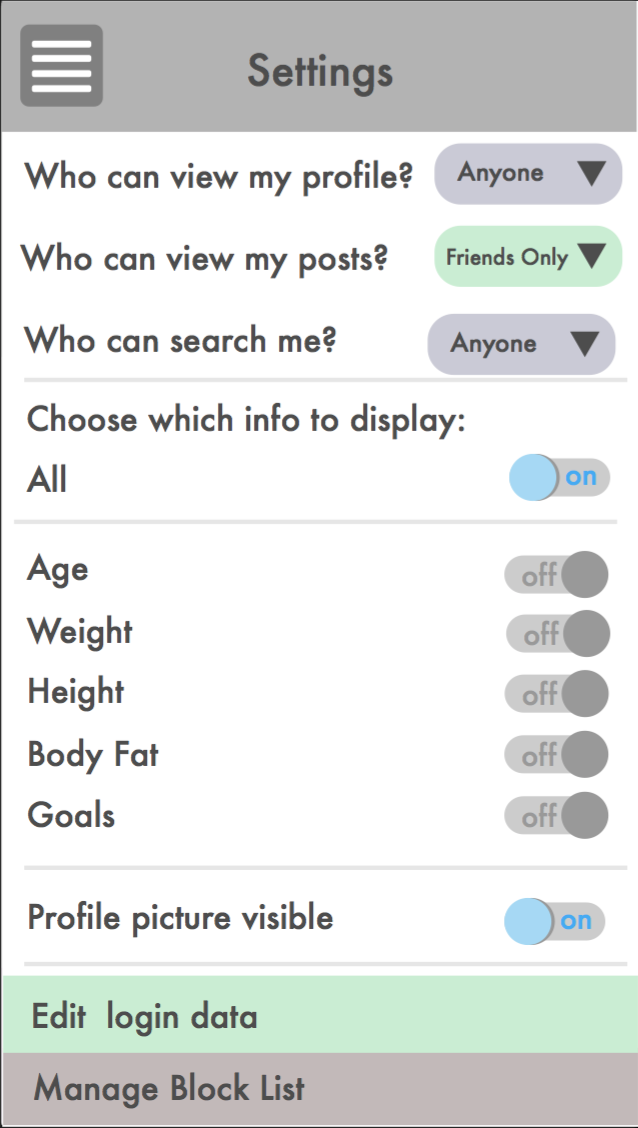 Settings
Who can view my profile? Anyone
Who can view my posts? Friends Only
Who can search me? Anyone
Choose which info to display:
All on
Age off
Weight off
Height off
Body Fat off
Goals off
Profile picture visible on
Edit login data
Manage Block List